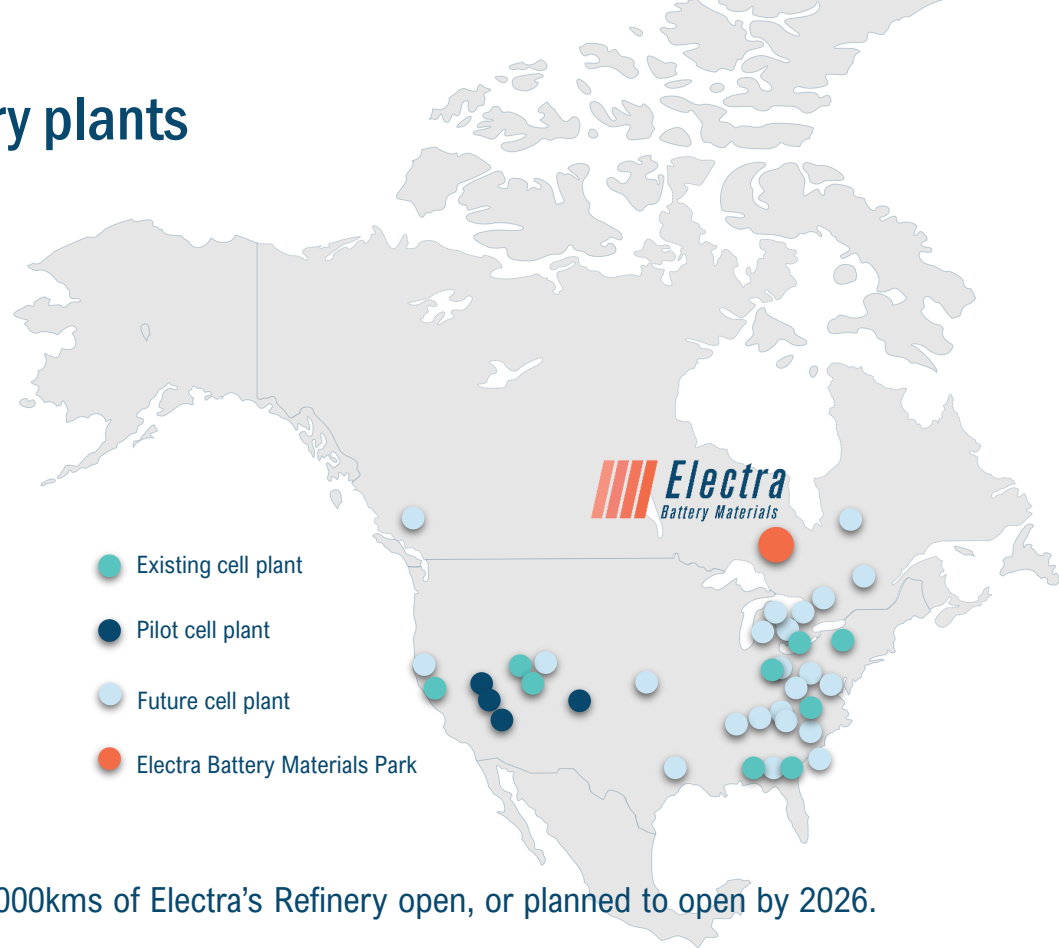 ry plants
Electra
Battery Materials
Existing cell plant
Pilot cell plant
Future cell plant
Electra Battery Materials Park
000kms of Electra's Refinery open, or planned to open by 2026.